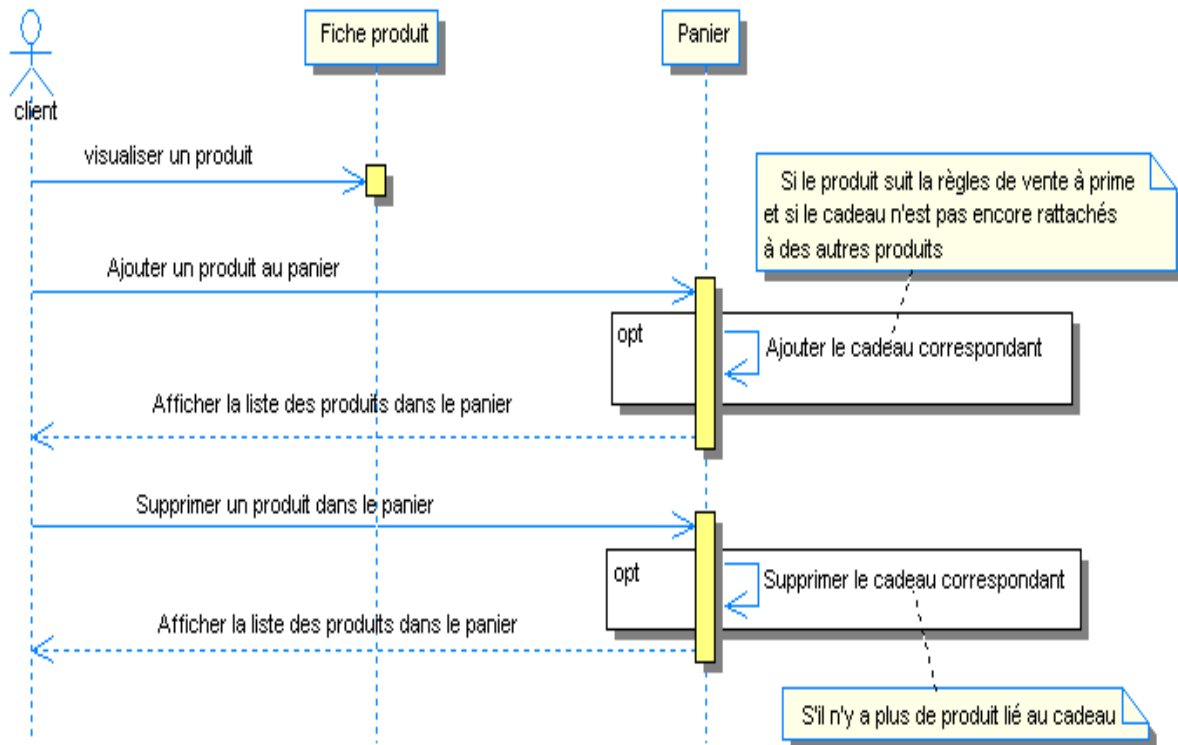 Fiche produit
Panier
client
visualiser un produit
Si le produit suit la règles de vente à prime
et si le cadeau n'est pas encore rattachés
à des autres produits
Ajouter un produit au panier
opt
Ajouter le cadeau correspondant
Afficher la liste des produits dans le panier
Supprimer un produit dans le panier
opt
Supprimer le cadeau correspondant
Afficher la liste des produits dans le panier
S'il n'y a plus de produit lié au cadeau